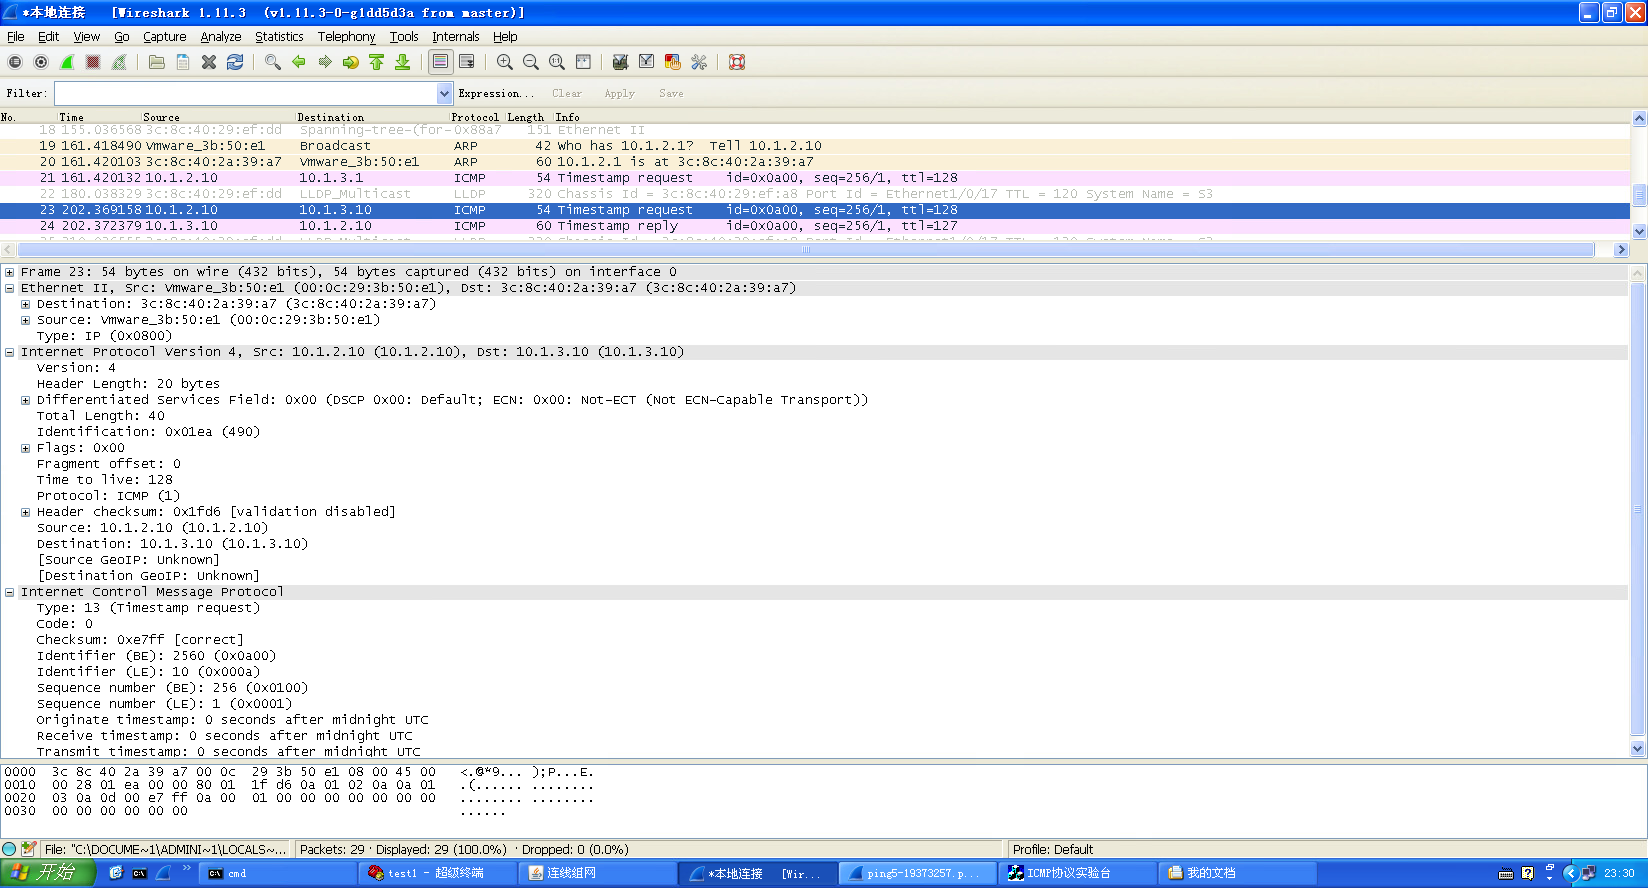 *本地连接 [Wireshark 1.11.3 (v1.11.3-0-g1dd5d3a from master)]
File Edit View Go Capture Analyze Statistics Telephony Tools Internals Help
Filter: Expression... Clear Apply Save
No. Time Source Destination Protocol Length Info
18 155.036568 3c:8c:40:29:ef:dd Spanning-tree-(for- 0x88a7 151 Ethernet II
19 161.418490 Vmware_3b:50:e1 Broadcast ARP 42 Who has 10.1.2.1? Tell 10.1.2.10
20 161.420103 3c:8c:40:2a:39:a7 Vmware_3b:50:e1 ARP 60 10.1.2.1 is at 3c:8c:40:2a:39:a7
21 161.420132 10.1.2.10 10.1.3.1 ICMP 54 Timestamp request id=0x0a00, seq=256/1, ttl=128
22 180.038329 3c:8c:40:29:ef:dd LLDP_Multicast LLDP 320 Chassis Id = 3c:8c:40:29:ef:a8 Port Id = Ethernet1/0/17 TTL = 120 System Name = S3
23 202.369158 10.1.2.10 10.1.3.10 ICMP 54 Timestamp request id=0x0a00, seq=256/1, ttl=128
24 202.372379 10.1.3.10 10.1.2.10 ICMP 60 Timestamp reply id=0x0a00, seq=256/1, ttl=127
Frame 23: 54 bytes on wire (432 bits), 54 bytes captured (432 bits) on interface 0
Ethernet II, Src: Vmware_3b:50:e1 (00:0c:29:3b:50:e1), Dst: 3c:8c:40:2a:39:a7 (3c:8c:40:2a:39:a7)
Destination: 3c:8c:40:2a:39:a7 (3c:8c:40:2a:39:a7)
Source: Vmware_3b:50:e1 (00:0c:29:3b:50:e1)
Type: IP (0x0800)
Internet Protocol Version 4, Src: 10.1.2.10 (10.1.2.10), Dst: 10.1.3.10 (10.1.3.10)
Version: 4
Header Length: 20 bytes
Differentiated Services Field: 0x00 (DSCP 0x00: Default; ECN: 0x00: Not-ECT (Not ECN-Capable Transport))
Total Length: 40
Identification: 0x01ea (490)
Flags: 0x00
Fragment offset: 0
Time to live: 128
Protocol: ICMP (1)
Header checksum: 0x1fd6 [validation disabled]
Source: 10.1.2.10 (10.1.2.10)
Destination: 10.1.3.10 (10.1.3.10)
[Source GeoIP: Unknown]
[Destination GeoIP: Unknown]
Internet Control Message Protocol
Type: 13 (Timestamp request)
Code: 0
Checksum: 0xe7ff [correct]
Identifier (BE): 2560 (0x0a00)
Identifier (LE): 10 (0x000a)
Sequence number (BE): 256 (0x0100)
Sequence number (LE): 1 (0x0001)
Originate timestamp: 0 seconds after midnight UTC
Receive timestamp: 0 seconds after midnight UTC
Transmit timestamp: 0 seconds after midnight UTC
0000 3c 8c 40 2a 39 a7 00 0c 29 3b 50 e1 08 00 45 00 <.@*9... );P...E.
0010 00 28 01 ea 00 00 80 01 1f d6 0a 01 02 0a 0a 01 .(...... ........
0020 03 0a 0d 00 e7 ff 0a 00 01 00 00 00 00 00 00 00 ........ ........
0030 00 00 00 00 00 00 ......
File: "C:\DOCUME~1\ADMINI~1\LOCALS~... Packets: 29 · Displayed: 29 (100.0%) · Dropped: 0 (0.0%) Profile: Default
开始 cmd test1 - 超级终端 连线组网 *本地连接 [Wir... ping5-19373257.p... ICMP协议实验台 我的文档 23:30